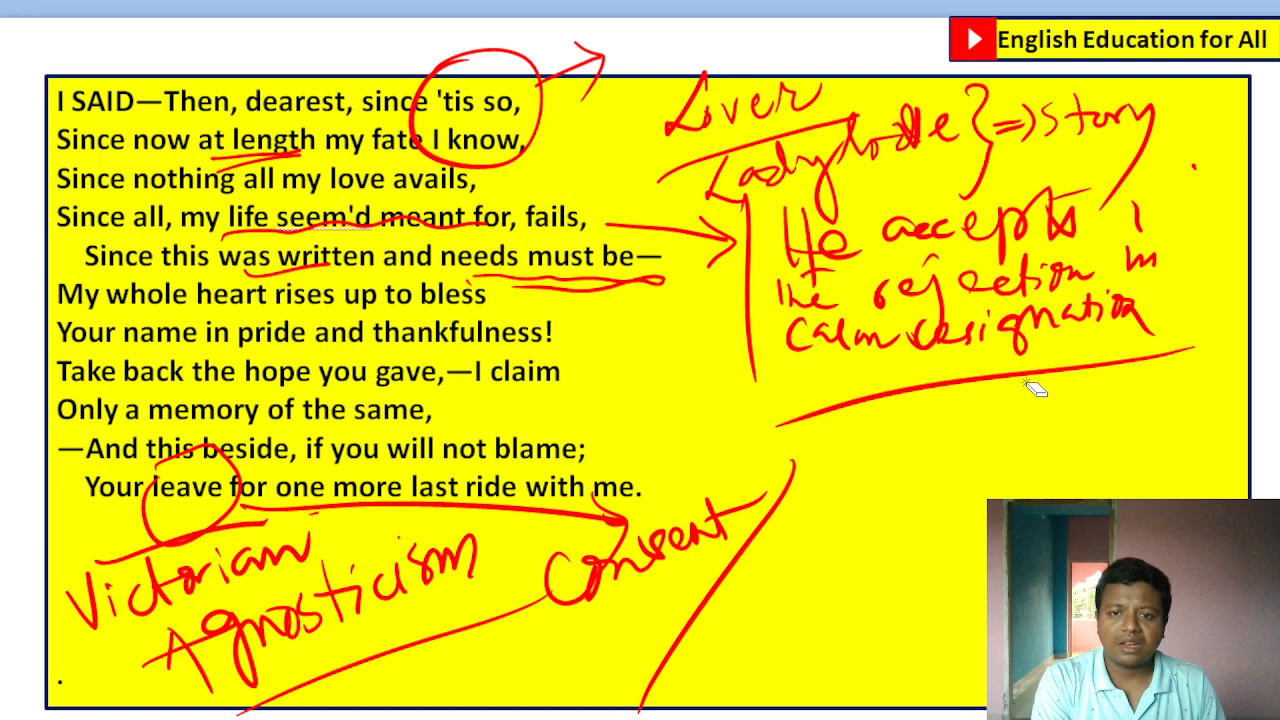 English Education for All
I SAID—Then, dearest, since 'tis so,
Since now at length my fate I know,
Since nothing all my love avails,
Since all, my life seem'd meant for, fails,
Since this was written and needs must be—
My whole heart rises up to bless
Your name in pride and thankfulness!
Take back the hope you gave,—I claim
Only a memory of the same,
—And this beside, if you will not blame;
Your leave for one more last ride with me.
.
Lover
Lady => Story
He accepts
the rejection in
Calm resignation
Victorian
Agnosticism
Consent